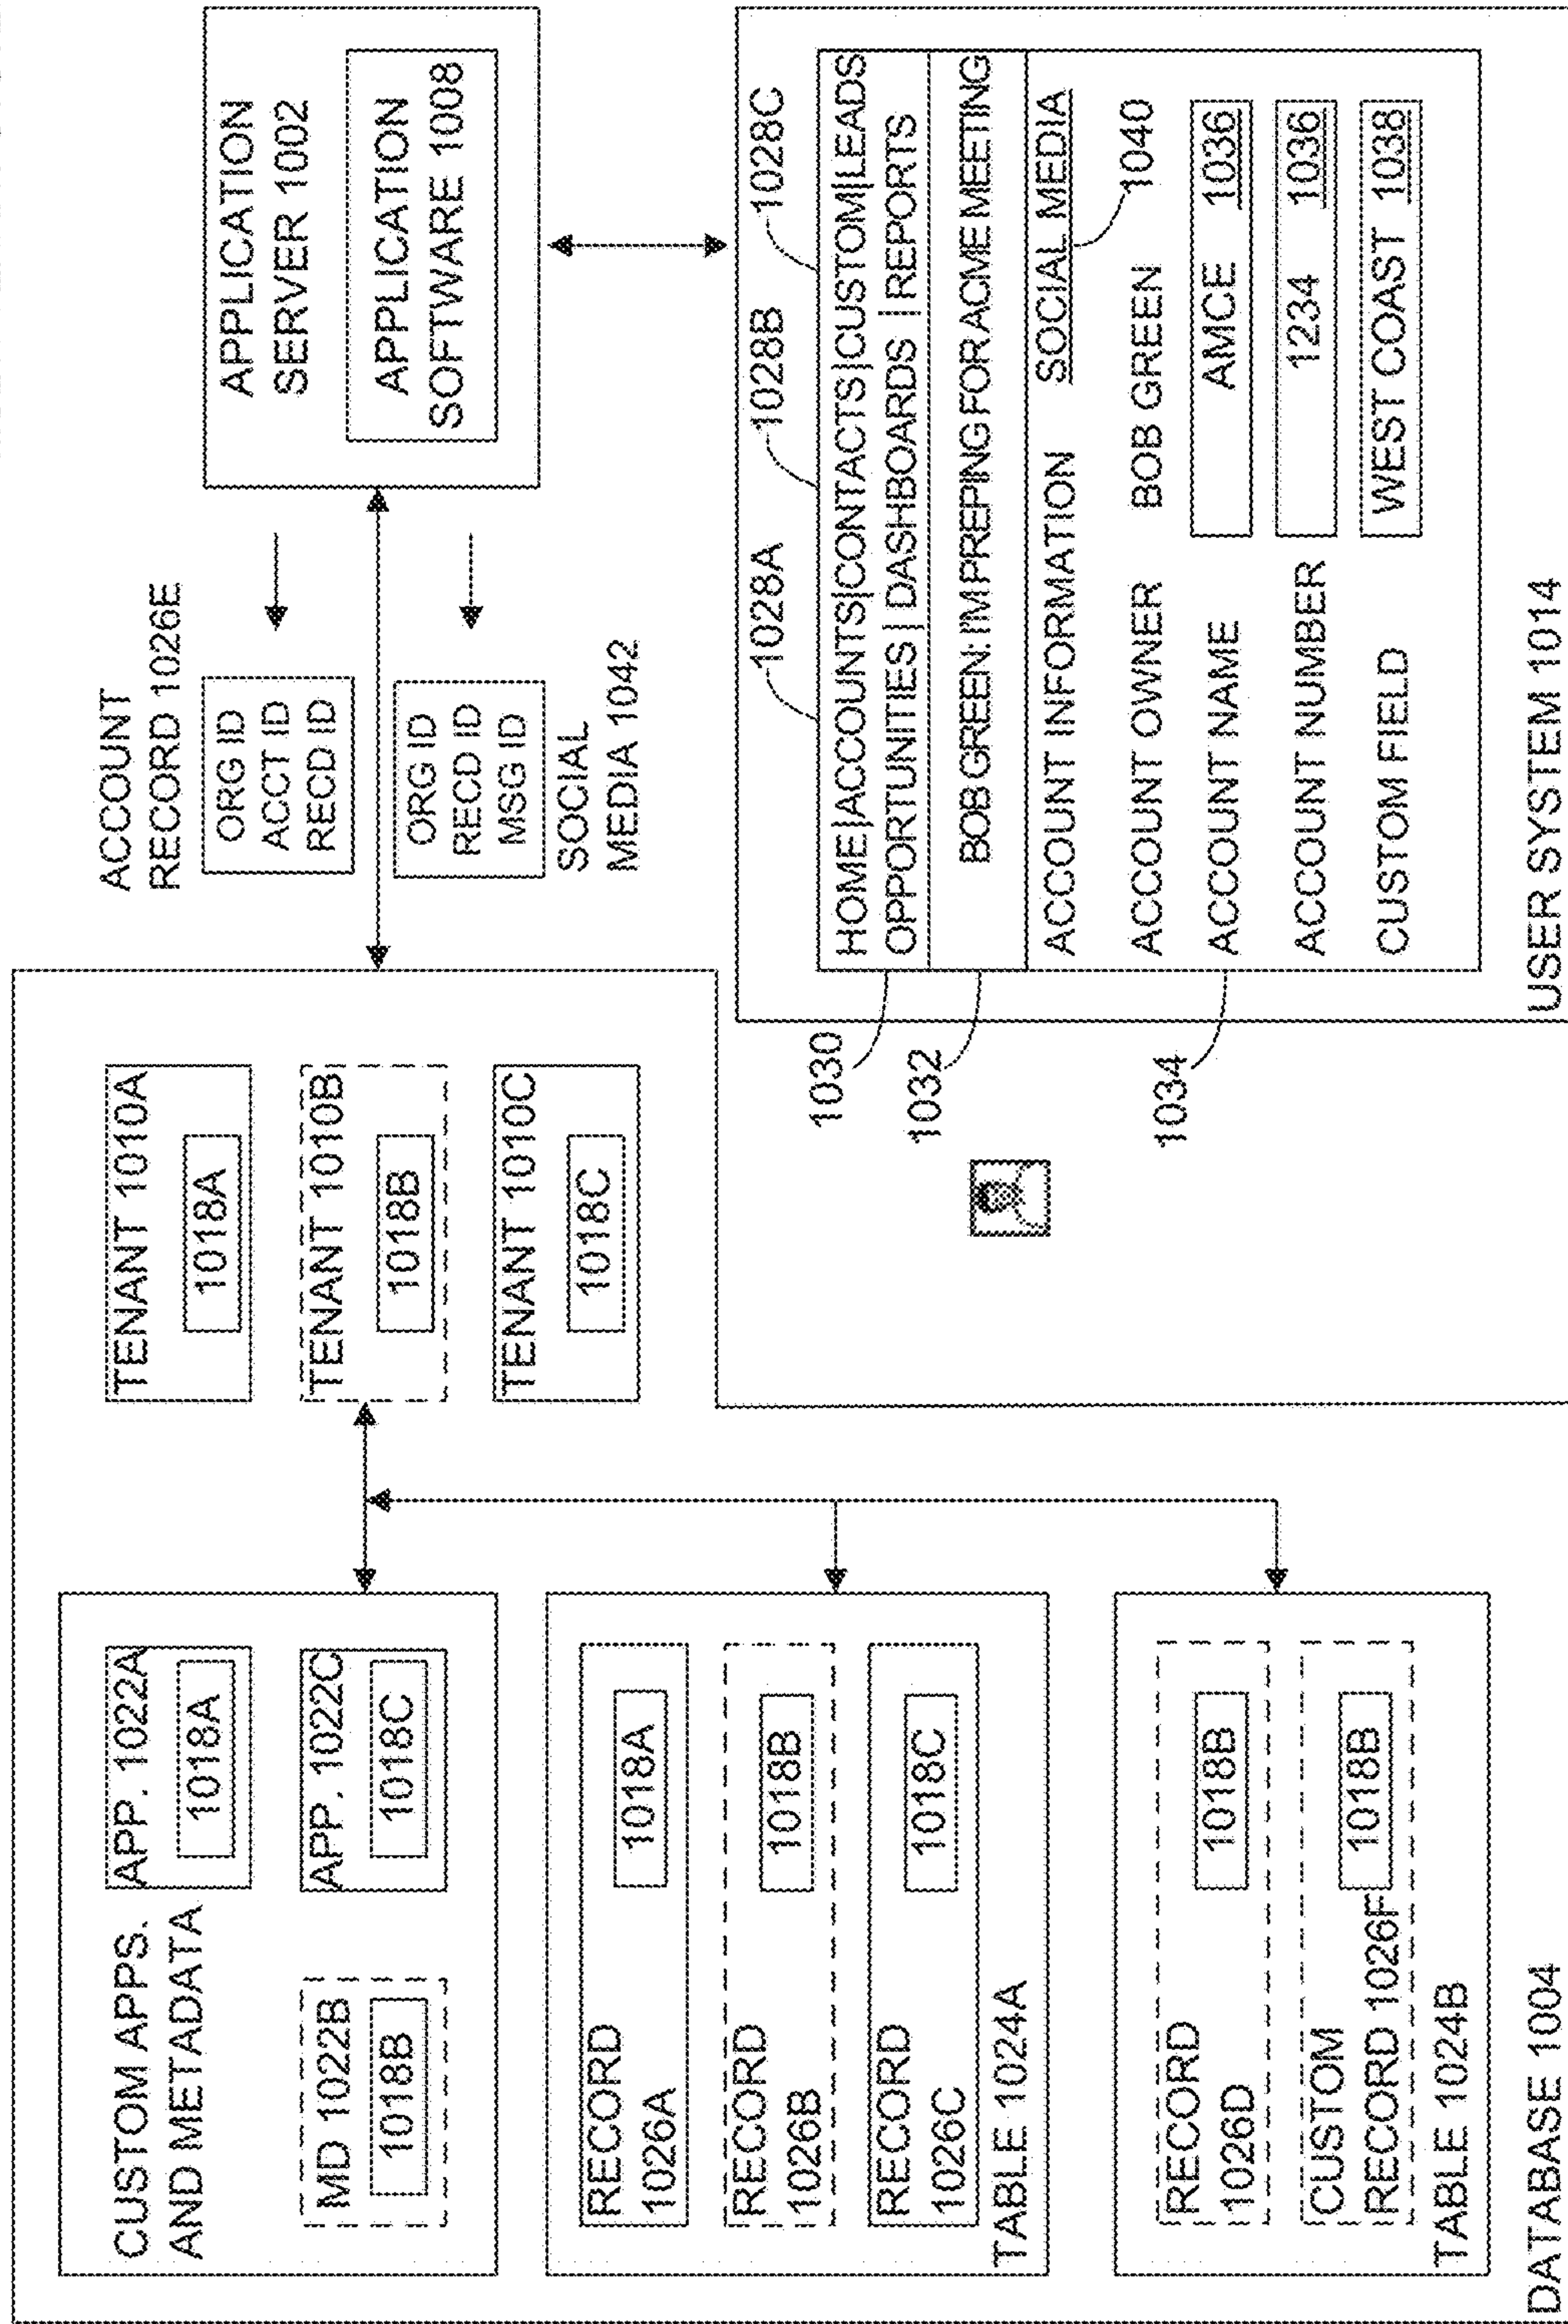 CUSTOM APPS.
AND METADATA
MD 1022B
1018B
APP. 1022A
1018A
APP. 1022C
1018C
RECORD
1026A
1018A
RECORD
1026B
1018B
RECORD
1026C
1018C
TABLE 1024A
RECORD
1026D
1018B
CUSTOM
RECORD 1026F
1018B
TABLE 1024B
DATABASE 1004
TENANT 1010A
1018A
TENANT 1010B
1018B
TENANT 1010C
1018C
ACCOUNT
RECORD 1026E
ORG ID
ACCT ID
RECD ID
ORG ID
RECD ID
MSG ID
SOCIAL
MEDIA 1042
APPLICATION
SERVER 1002
APPLICATION
SOFTWARE 1008
1028A
1028B
1028C
1030
HOME|ACCOUNTS|CONTACTS|CUSTOM|LEADS
OPPORTUNITIES | DASHBOARDS | REPORTS
1032
BOB GREEN: I'M PREPING FOR ACME MEETING
ACCOUNT INFORMATION SOCIAL MEDIA
1040
ACCOUNT OWNER BOB GREEN
1034
ACCOUNT NAME AMCE 1036
ACCOUNT NUMBER 1234 1036
CUSTOM FIELD WEST COAST 1038
USER SYSTEM 1014